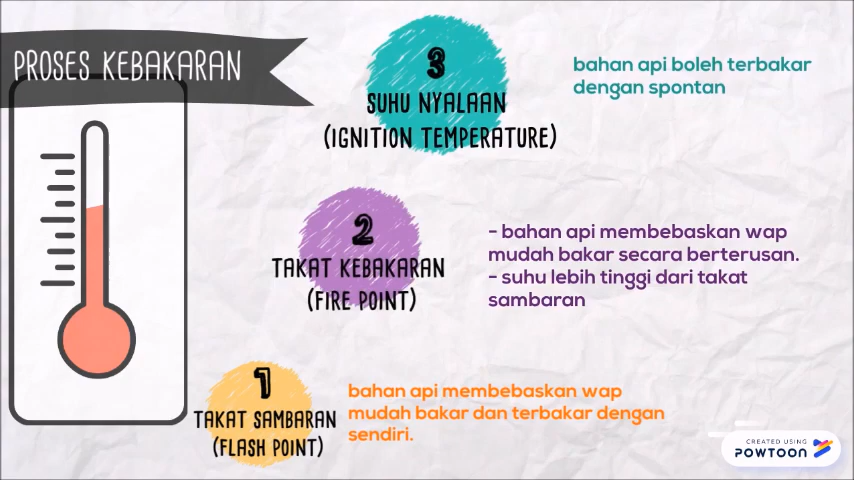 PROSES KEBAKARAN
3
SUHU NYALAAN
(IGNITION TEMPERATURE)
bahan api boleh terbakar
dengan spontan
2
TAKAT KEBAKARAN
(FIRE POINT)
- bahan api membebaskan wap
mudah bakar secara berterusan.
- suhu lebih tinggi dari takat
sambaran
1
TAKAT SAMBARAN
(FLASH POINT)
bahan api membebaskan wap
mudah bakar dan terbakar dengan
sendiri.
CREATED USING
POWTOON